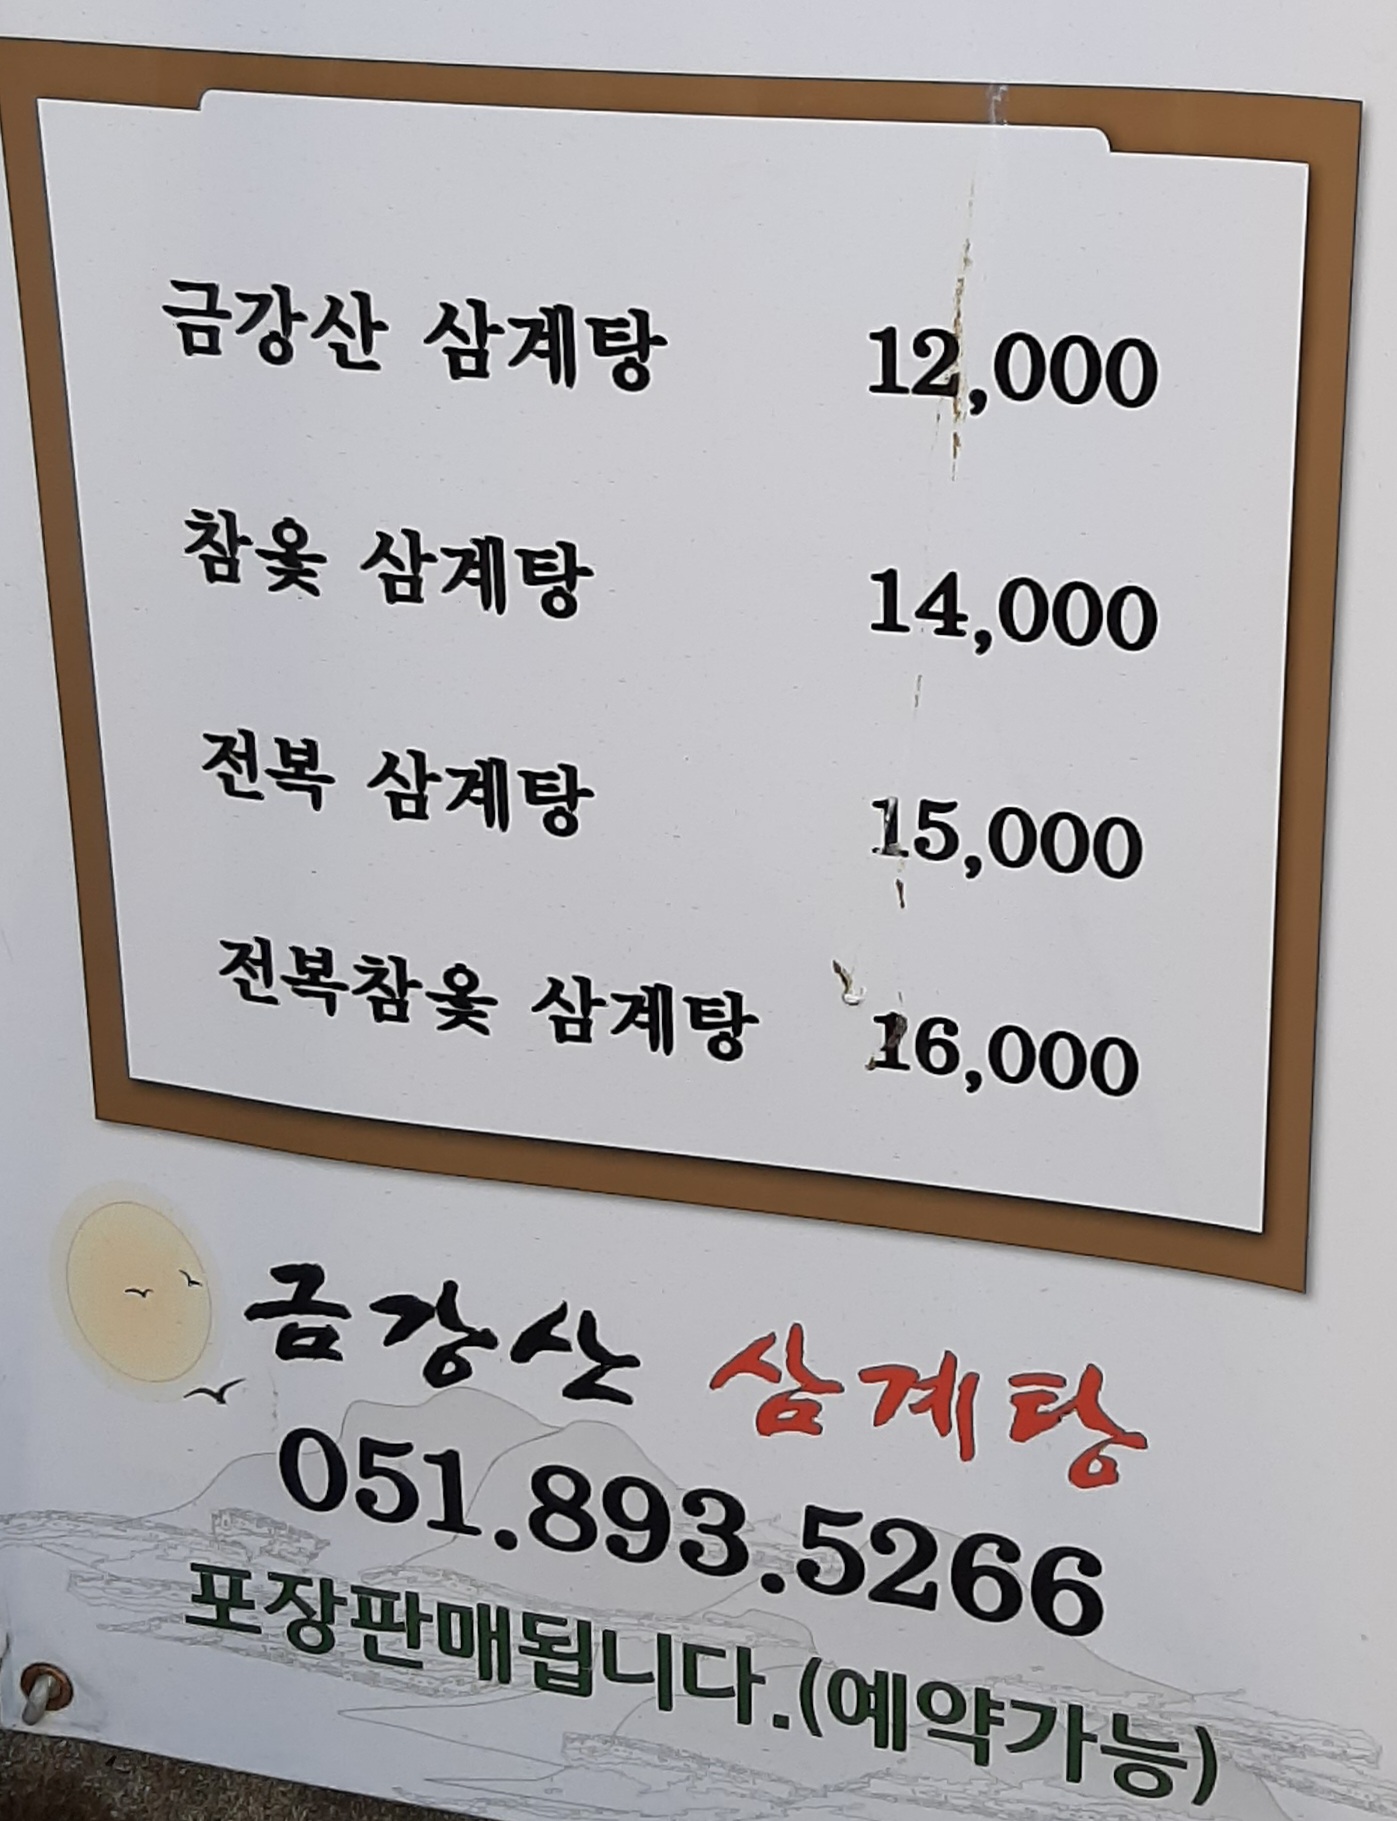 금강산 삼계탕 12,000
참옻 삼계탕 14,000
전복 삼계탕 15,000
전복참옻 삼계탕 16,000
금강산 삼계탕
051.893.5266
포장판매됩니다.(예약가능)